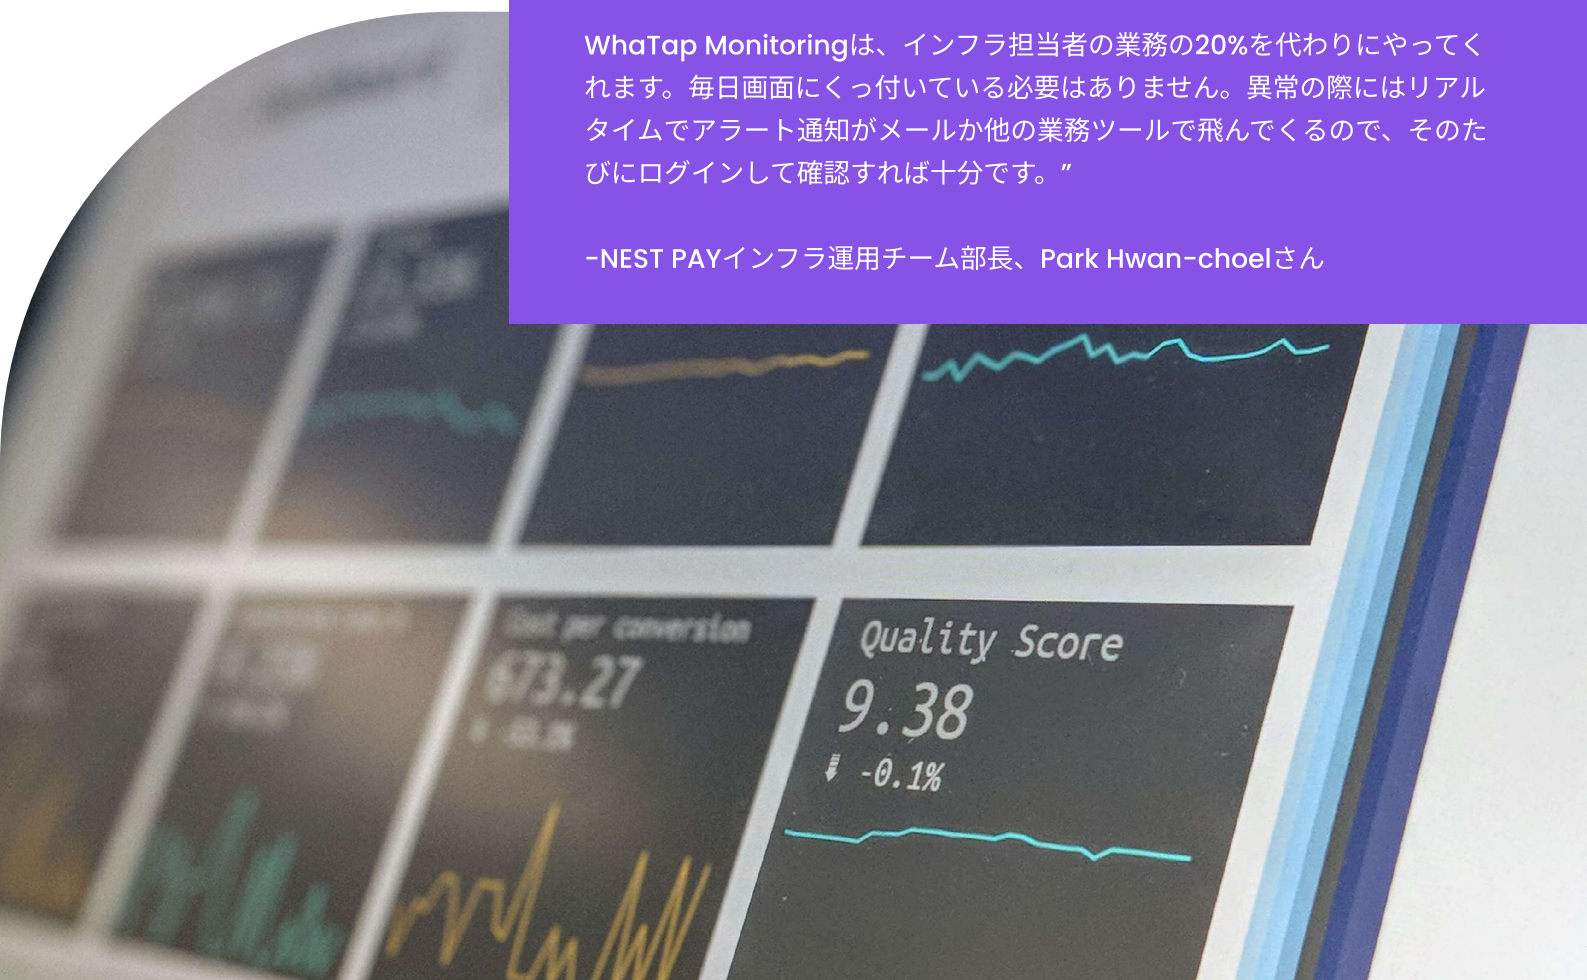 WhaTap Monitoringは、インフラ担当者の業務の20%を代わりにやってく
れます。毎日画面にくっ付いている必要はありません。異常の際にはリアル
タイムでアラート通知がメールか他の業務ツールで飛んでくるので、そのた
びにログインして確認すれば十分です。”
-NEST PAYインフラ運用チーム部長、Park Hwan-choelさん
Cost per conversion
673.27
Quality Score
9.38
-0.1%